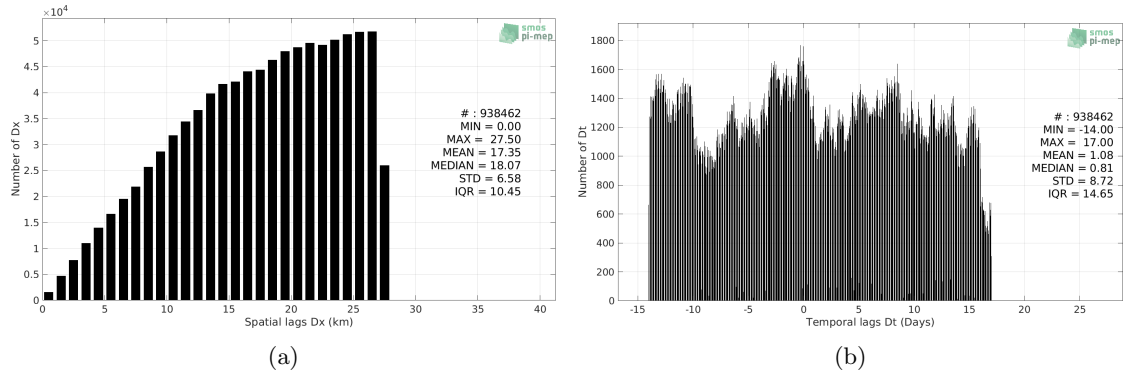 ×10^4
5
4.5
4
3.5
3
2.5
2
1.5
1
0.5
0
Number of Dx
0 5 10 15 20 25 30 35 40
Spatial lags Dx (km)
smos
pi-mep
# : 938462
MIN = 0.00
MAX = 27.50
MEAN = 17.35
MEDIAN = 18.07
STD = 6.58
IQR = 10.45
(a)
1800
1600
1400
1200
1000
800
600
400
200
0
Number of Dt
-15 -10 -5 0 5 10 15 20 25
Temporal lags Dt (Days)
smos
pi-mep
# : 938462
MIN = -14.00
MAX = 17.00
MEAN = 1.08
MEDIAN = 0.81
STD = 8.72
IQR = 14.65
(b)